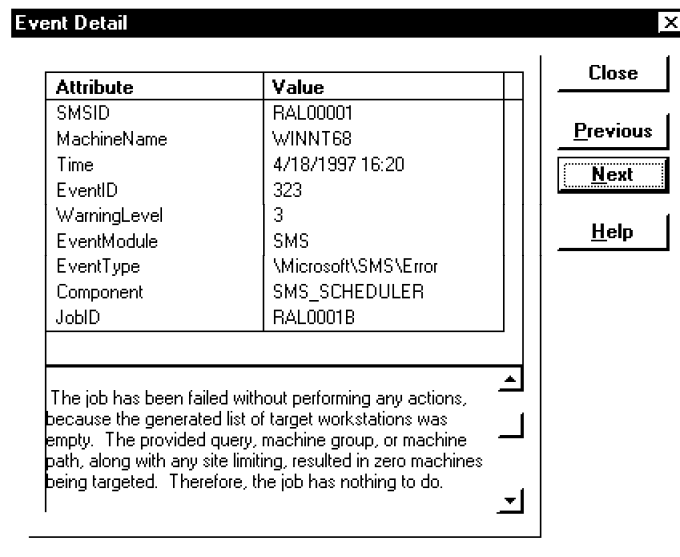 Event Detail
Close
Previous
Next
Help
Attribute Value
SMSID RAL00001
MachineName WINNT68
Time 4/18/1997 16:20
EventID 323
WarningLevel 3
EventModule SMS
EventType \Microsoft\SMS\Error
Component SMS_SCHEDULER
JobID RAL0001B
The job has been failed without performing any actions,
because the generated list of target workstations was
empty. The provided query, machine group, or machine
path, along with any site limiting, resulted in zero machines
being targeted. Therefore, the job has nothing to do.